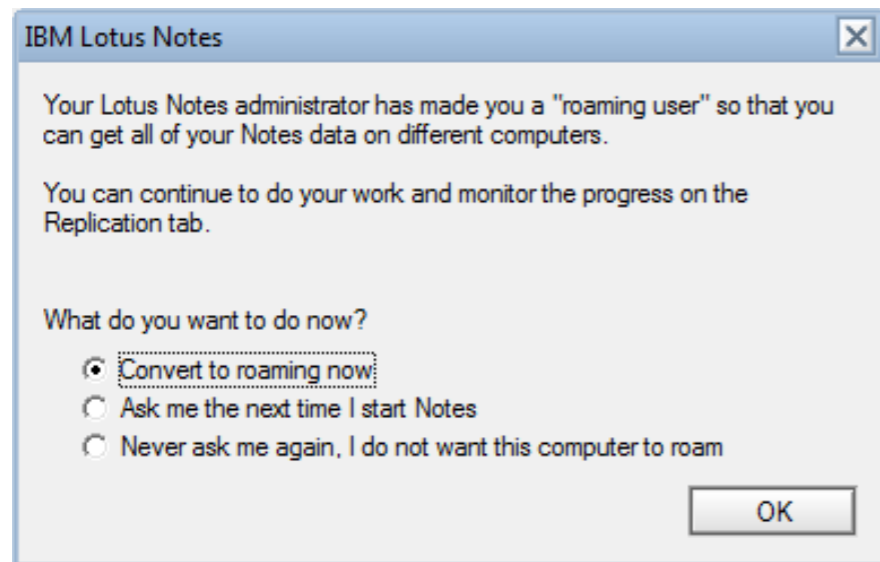 IBM Lotus Notes
Your Lotus Notes administrator has made you a "roaming user" so that you
can get all of your Notes data on different computers.
You can continue to do your work and monitor the progress on the
Replication tab.
What do you want to do now?
Convert to roaming now
Ask me the next time I start Notes
Never ask me again, I do not want this computer to roam
OK